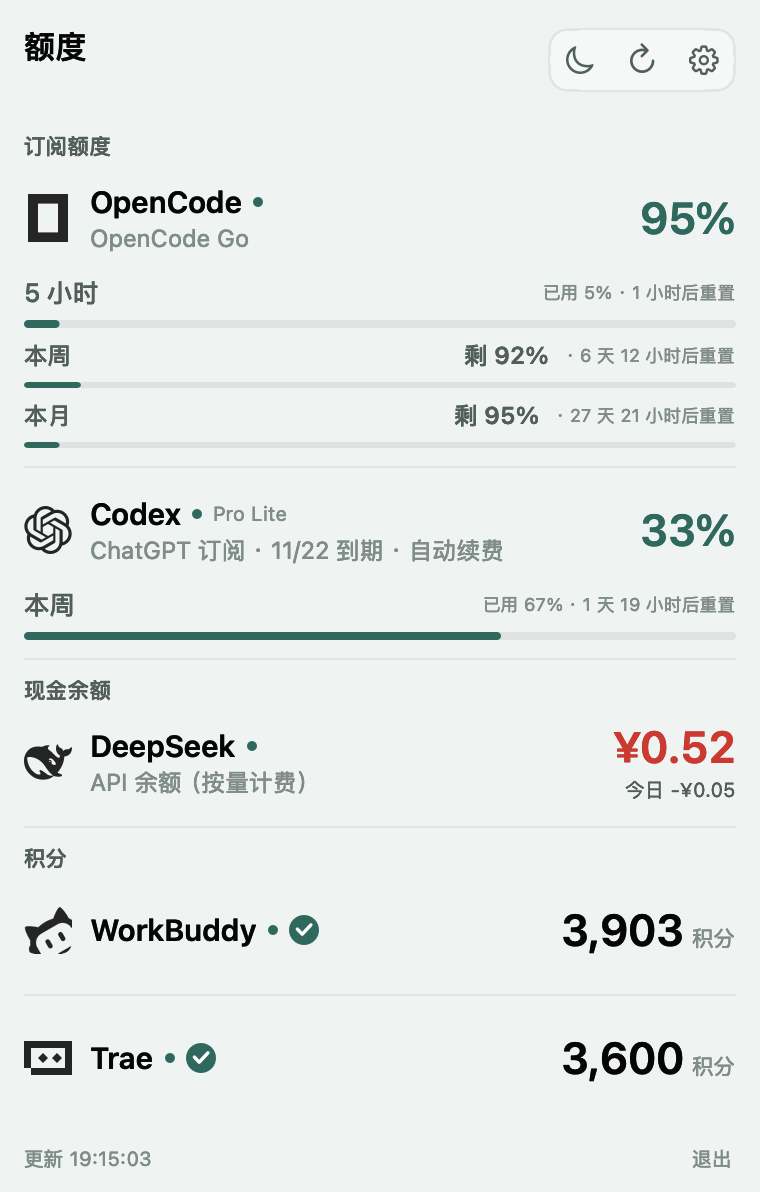 额度
订阅额度
OpenCode
OpenCode Go
95%
5 小时 已用 5% · 1 小时后重置
本周 剩 92% · 6 天 12 小时后重置
本月 剩 95% · 27 天 21 小时后重置
Codex Pro Lite
ChatGPT 订阅 · 11/22 到期 · 自动续费
33%
本周 已用 67% · 1 天 19 小时后重置
现金余额
DeepSeek
API 余额（按量计费）
¥0.52
今日 -¥0.05
积分
WorkBuddy 3,903 积分
Trae 3,600 积分
更新 19:15:03 退出